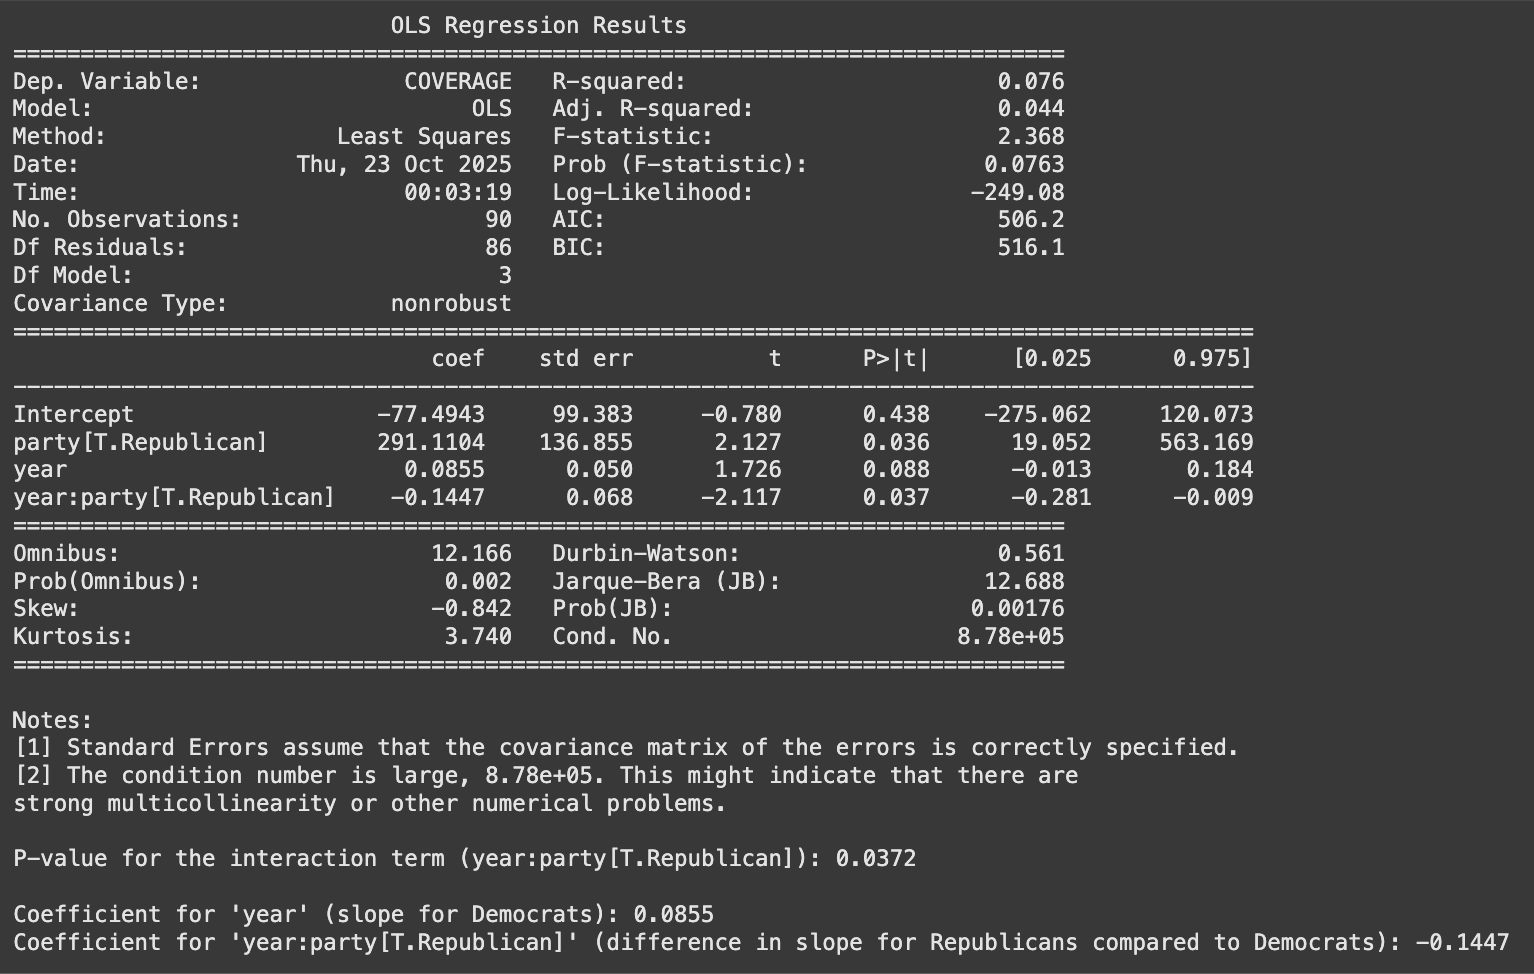 OLS Regression Results
==============================================================================
Dep. Variable:               COVERAGE   R-squared:                       0.076
Model:                            OLS   Adj. R-squared:                  0.044
Method:                 Least Squares   F-statistic:                     2.368
Date:                Thu, 23 Oct 2025   Prob (F-statistic):             0.0763
Time:                        00:03:19   Log-Likelihood:                -249.08
No. Observations:                  90   AIC:                             506.2
Df Residuals:                      86   BIC:                             516.1
Df Model:                           3
Covariance Type:            nonrobust
============================================================================================
                               coef    std err          t      P>|t|      [0.025      0.975]
--------------------------------------------------------------------------------------------
Intercept                  -77.4943     99.383     -0.780      0.438    -275.062     120.073
party[T.Republican]        291.1104    136.855      2.127      0.036      19.052     563.169
year                         0.0855      0.050      1.726      0.088      -0.013       0.184
year:party[T.Republican]    -0.1447      0.068     -2.117      0.037      -0.281      -0.009
==============================================================================
Omnibus:                       12.166   Durbin-Watson:                   0.561
Prob(Omnibus):                  0.002   Jarque-Bera (JB):               12.688
Skew:                          -0.842   Prob(JB):                      0.00176
Kurtosis:                       3.740   Cond. No.                     8.78e+05
==============================================================================
Notes:
[1] Standard Errors assume that the covariance matrix of the errors is correctly specified.
[2] The condition number is large, 8.78e+05. This might indicate that there are
strong multicollinearity or other numerical problems.
P-value for the interaction term (year:party[T.Republican]): 0.0372
Coefficient for 'year' (slope for Democrats): 0.0855
Coefficient for 'year:party[T.Republican]' (difference in slope for Republicans compared to Democrats): -0.1447